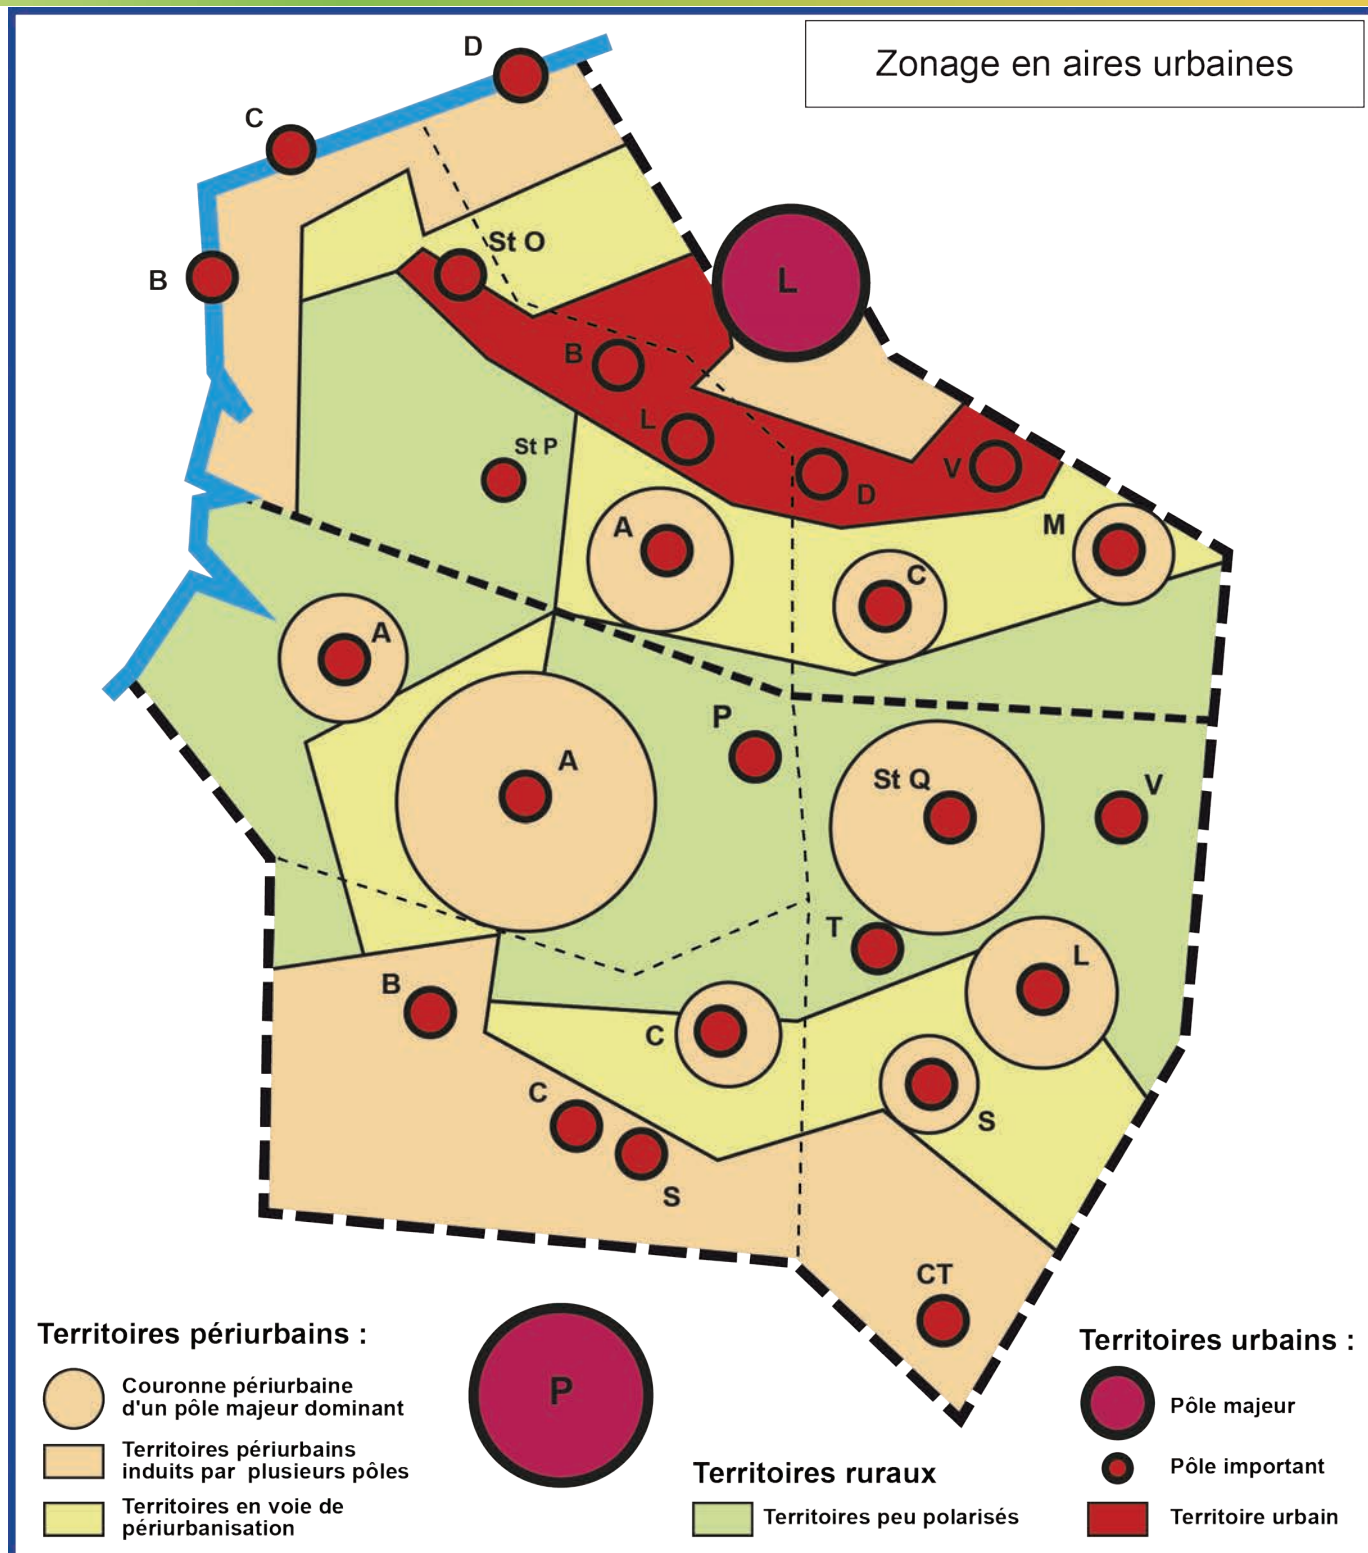 Zonage en aires urbaines
D
C
B
St O
L
B
L
St P
D
V
A
C
M
A
A
P
St Q
V
T
L
B
C
C
S
S
CT
P
Territoires périurbains :
Couronne périurbaine
d'un pôle majeur dominant
Territoires périurbains
induits par plusieurs pôles
Territoires en voie de
périurbanisation
Territoires ruraux
Territoires peu polarisés
Territoires urbains :
Pôle majeur
Pôle important
Territoire urbain